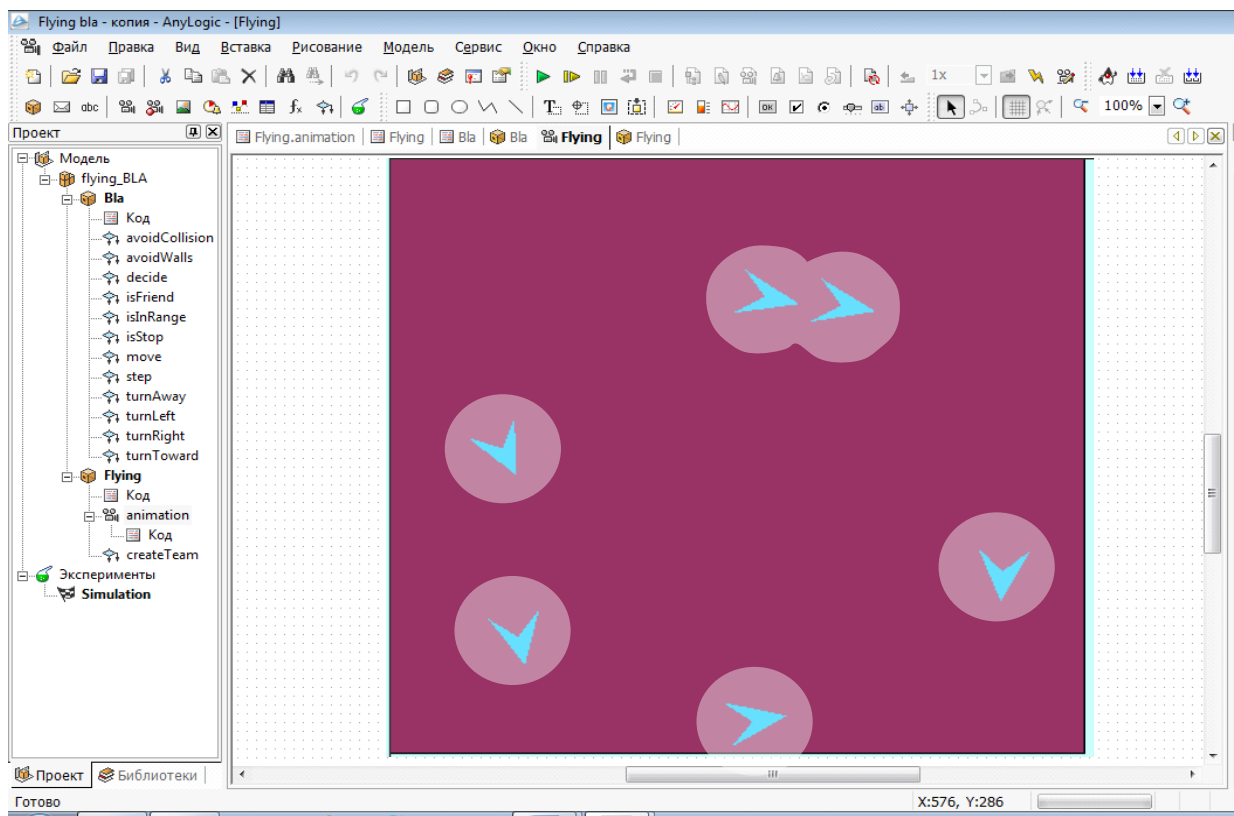 Flying bla - копия - AnyLogic - [Flying]
Файл Правка Вид Вставка Рисование Модель Сервис Окно Справка
1x
abc
ab
100%
Проект
Flying.animation Flying Bla Bla Flying Flying
Модель
flying_BLA
Bla
Код
avoidCollision
avoidWalls
decide
isFriend
isInRange
isStop
move
step
turnAway
turnLeft
turnRight
turnToward
Flying
Код
animation
Код
createTeam
Эксперименты
Simulation
Проект Библиотеки
Готово X:576, Y:286